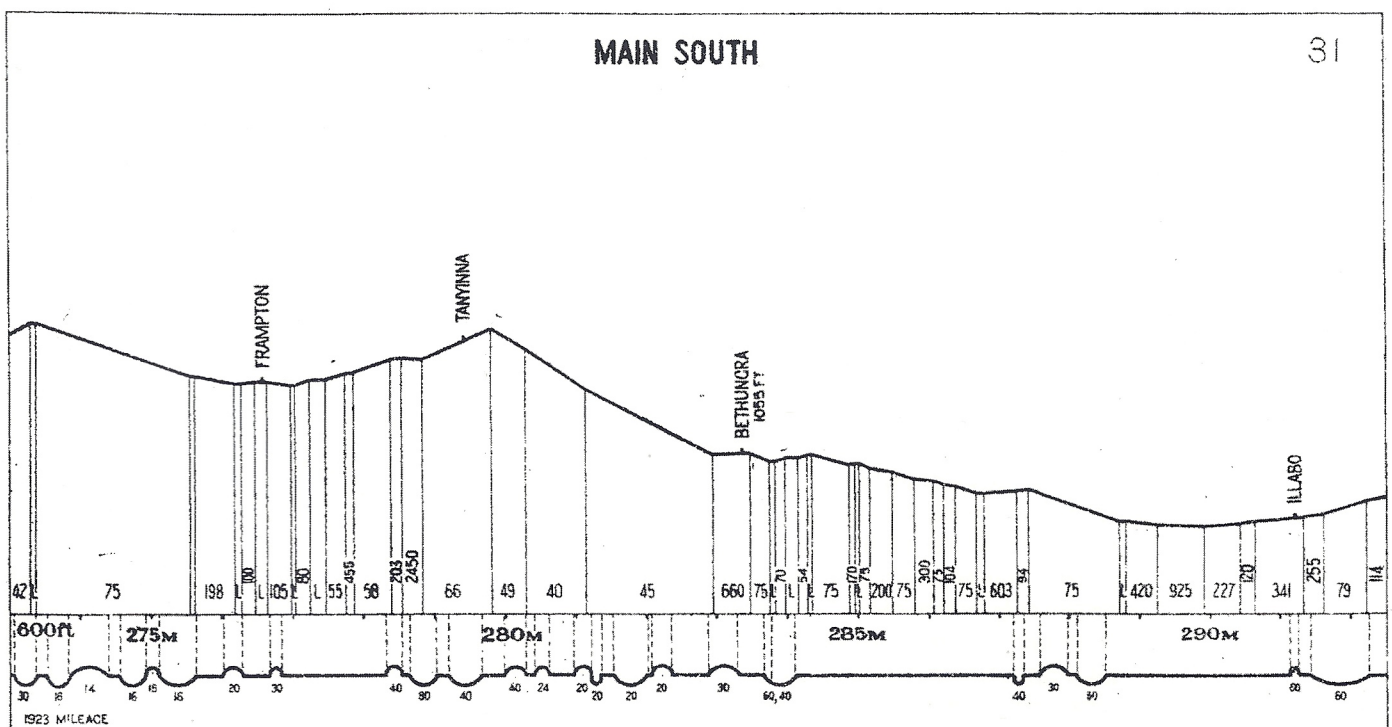 MAIN SOUTH
31
FRAMPTON
TANYINNA
BETHUNGRA
1055 FT
ILLABO
42 L 75 198 L 100 L 105 L 80 L 55 455 58 203 2450 66 49 40 45 660 75 L 70 L 54 L 75 170 L 75 200 75 300 75 104 75 L 603 94 75 L 420 925 227 120 341 255 79 114
600ft 275M 280M 285M 290M
30 16 14 16 15 16 20 30 40 80 40 40 24 20 20 20 20 30 60,40 40 30 60 60
1923 MILEAGE